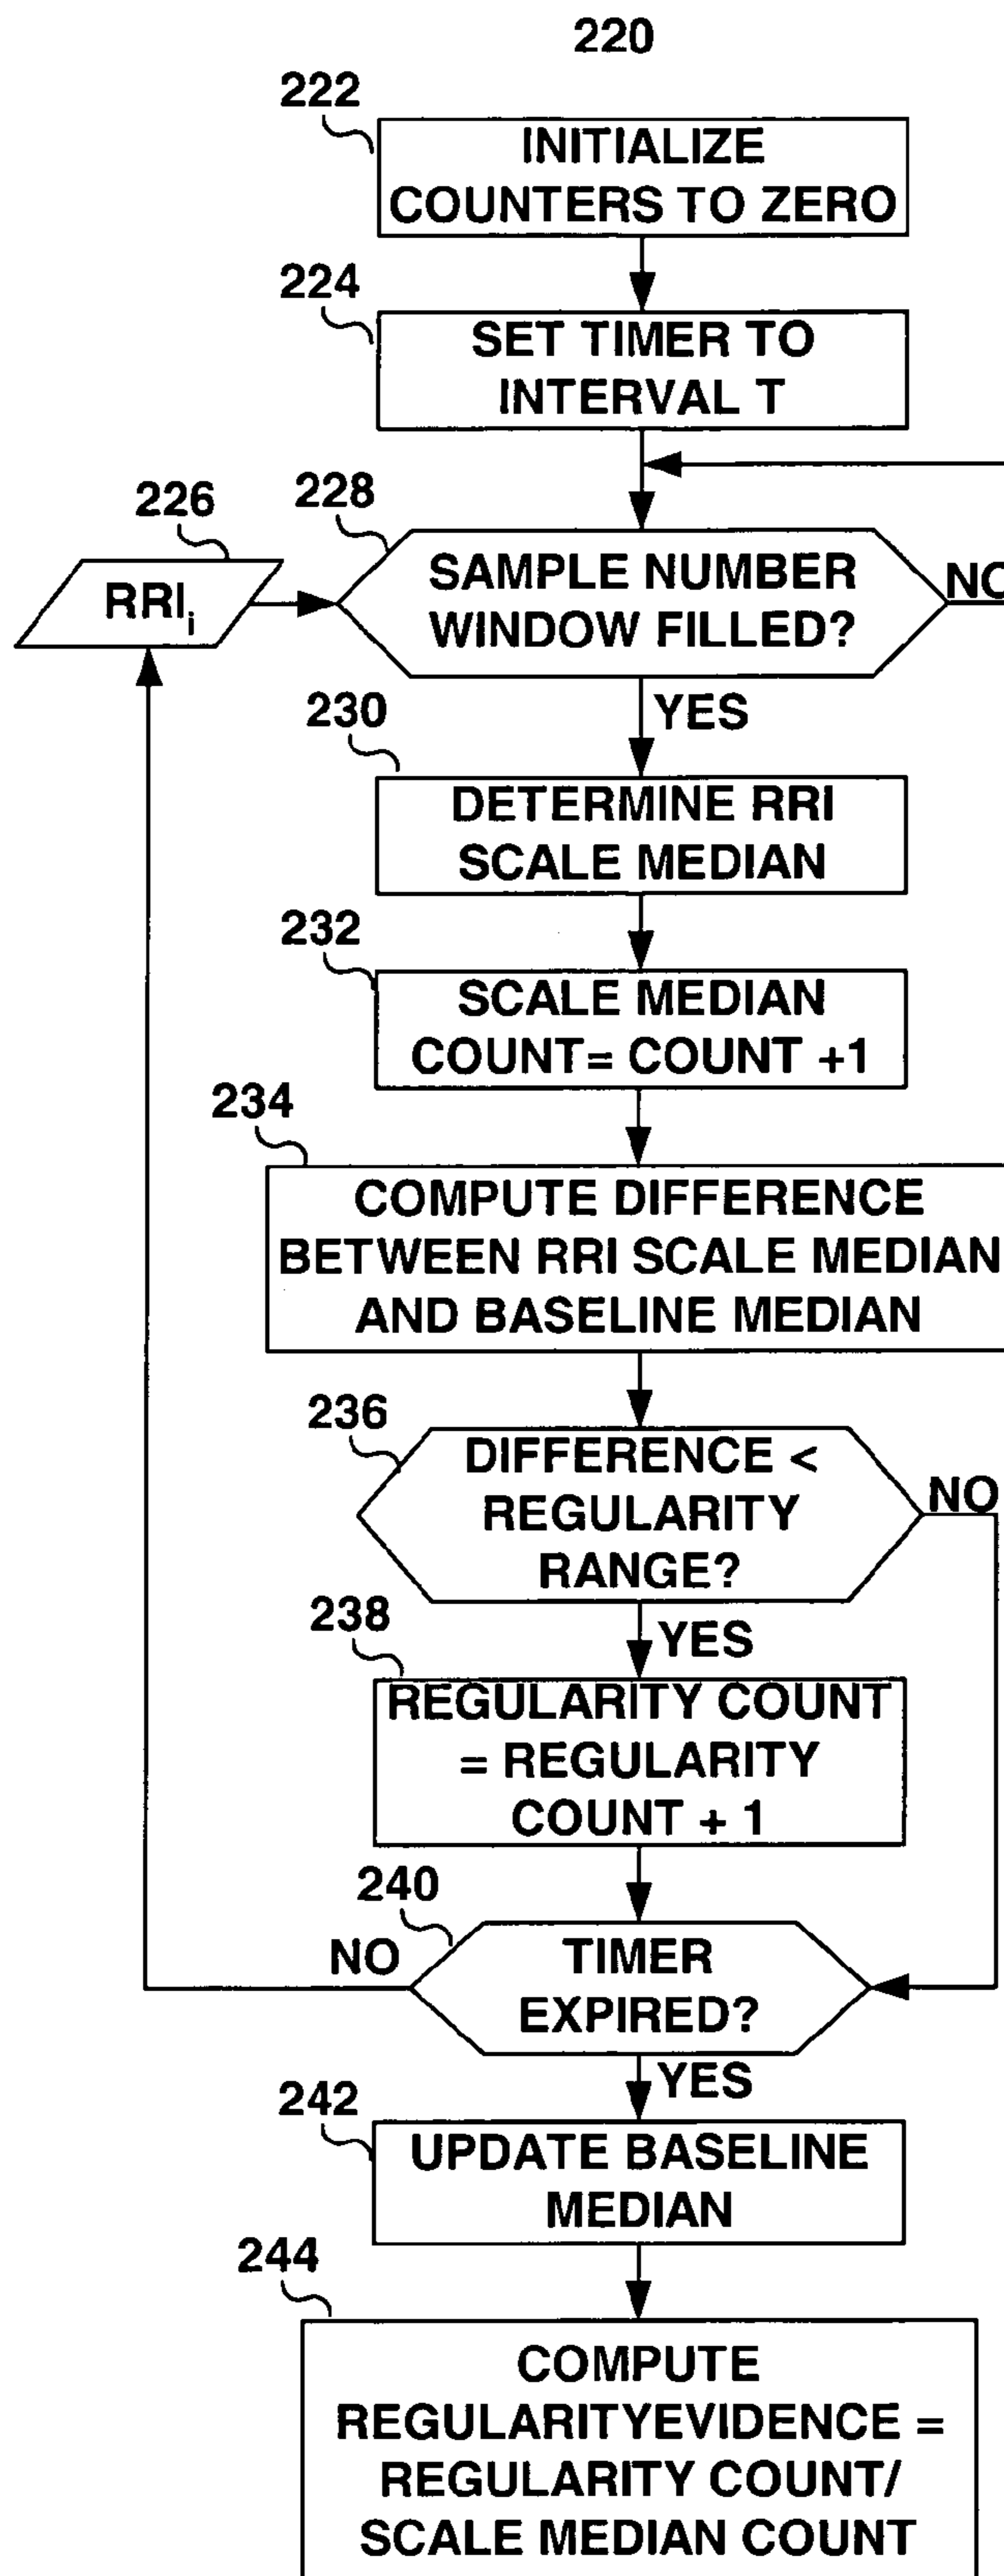 220
222
INITIALIZE
COUNTERS TO ZERO
224
SET TIMER TO
INTERVAL T
226
RRIi
228
SAMPLE NUMBER
WINDOW FILLED?
NO
YES
230
DETERMINE RRI
SCALE MEDIAN
232
SCALE MEDIAN
COUNT= COUNT +1
234
COMPUTE DIFFERENCE
BETWEEN RRI SCALE MEDIAN
AND BASELINE MEDIAN
236
DIFFERENCE <
REGULARITY
RANGE?
NO
YES
238
REGULARITY COUNT
= REGULARITY
COUNT + 1
240
NO
TIMER
EXPIRED?
YES
242
UPDATE BASELINE
MEDIAN
244
COMPUTE
REGULARITYEVIDENCE =
REGULARITY COUNT/
SCALE MEDIAN COUNT